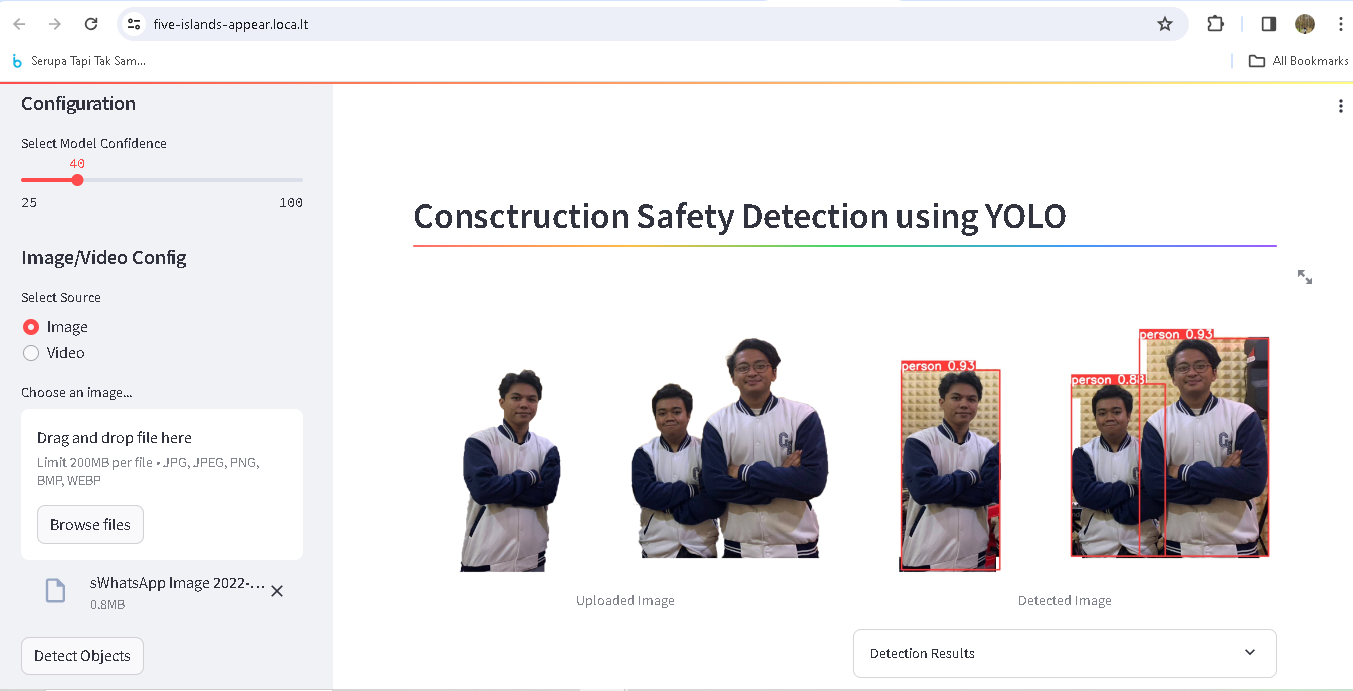 five-islands-appear.loca.lt
Serupa Tapi Tak Sam...
All Bookmarks
Configuration
Select Model Confidence
40
25
100
Image/Video Config
Select Source
Image
Video
Choose an image...
Drag and drop file here
Limit 200MB per file • JPG, JPEG, PNG,
BMP, WEBP
Browse files
sWhatsApp Image 2022-...
0.8MB
Detect Objects
Consctruction Safety Detection using YOLO
person 0.93
person 0.88
person 0.93
Uploaded Image
Detected Image
Detection Results